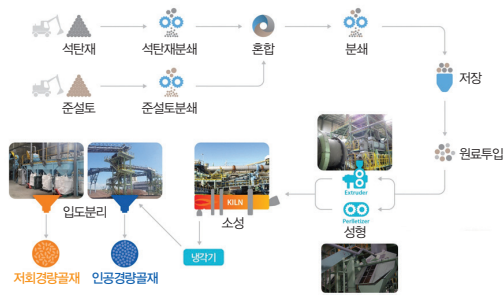 석탄재
석탄재분쇄
혼합
분쇄
준설토
준설토분쇄
저장
원료투입
Extruder
Perlletizer
성형
KILN
소성
냉각기
입도분리
저회경량골재
인공경량골재